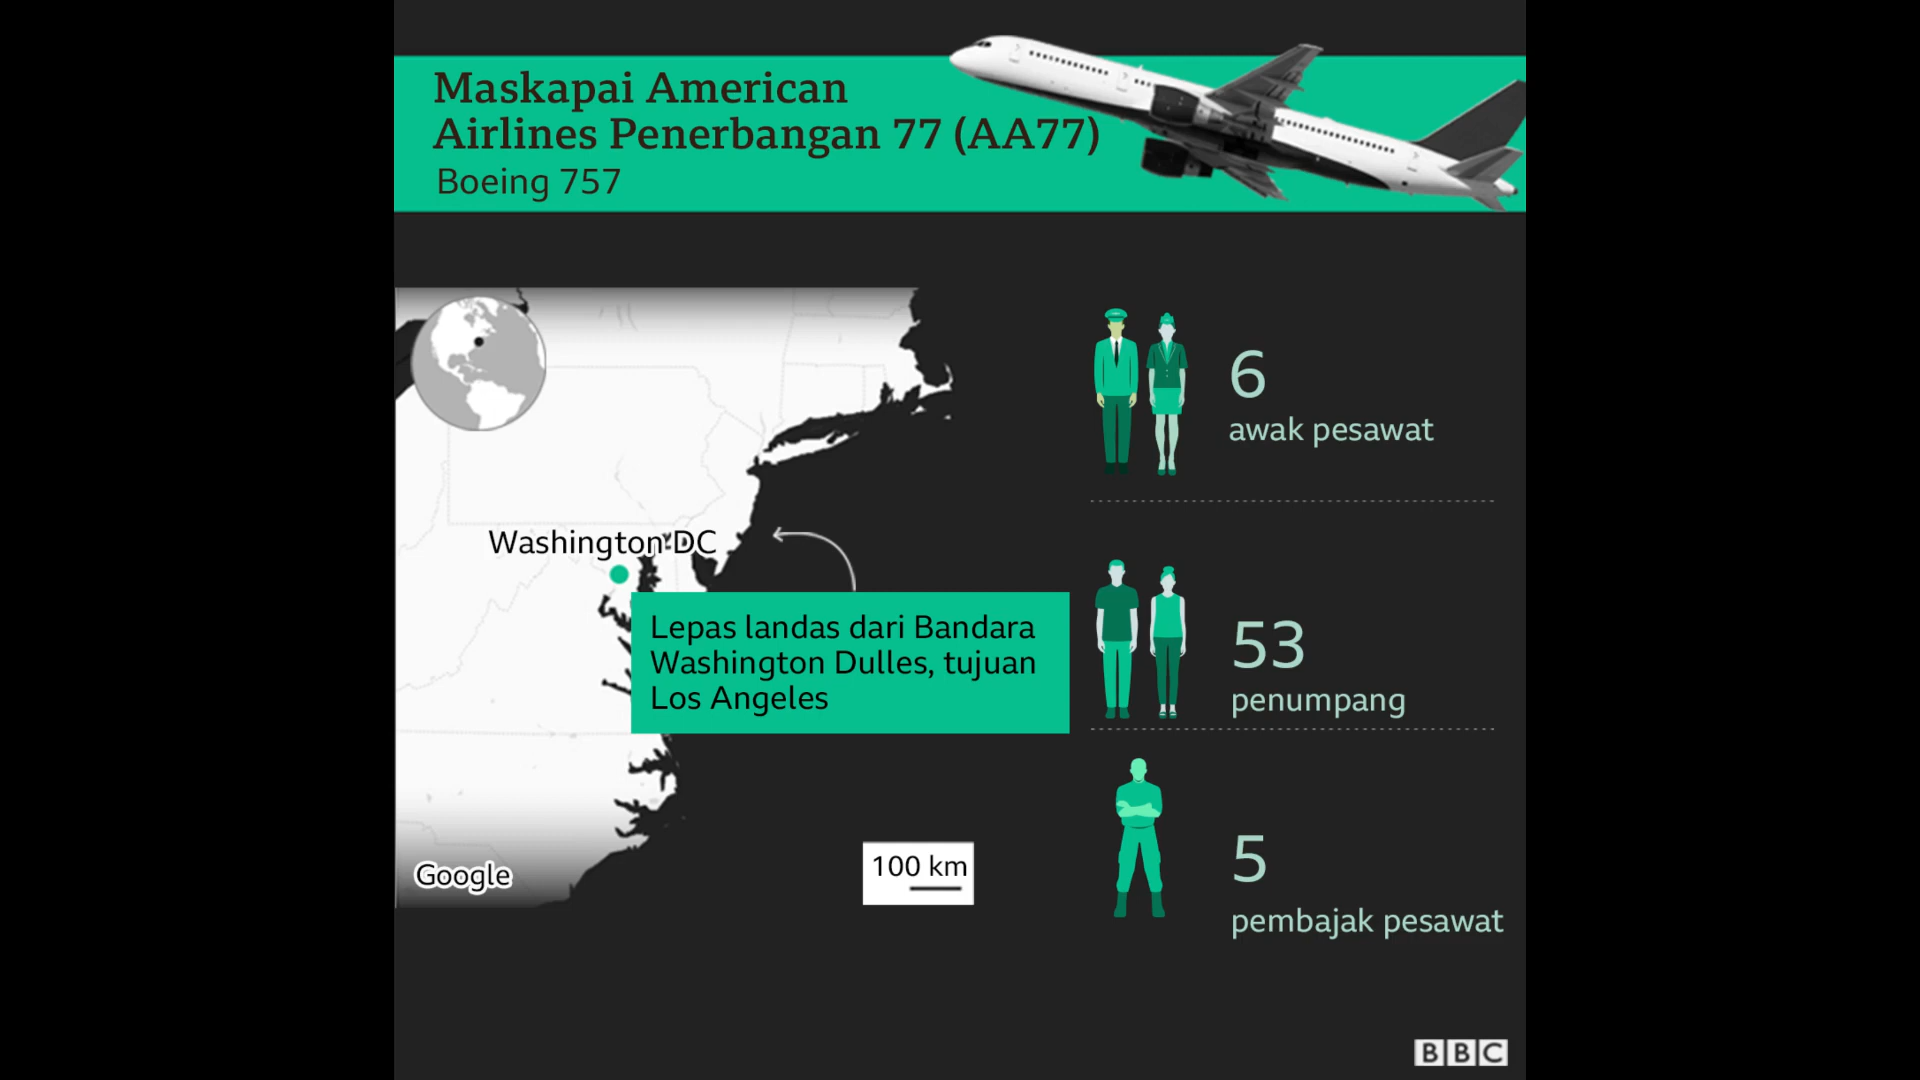 Maskapai American
Airlines Penerbangan 77 (AA77)
Boeing 757
6
awak pesawat
Washington DC
Lepas landas dari Bandara
Washington Dulles, tujuan
Los Angeles
53
penumpang
5
pembajak pesawat
100 km
Google
BBC